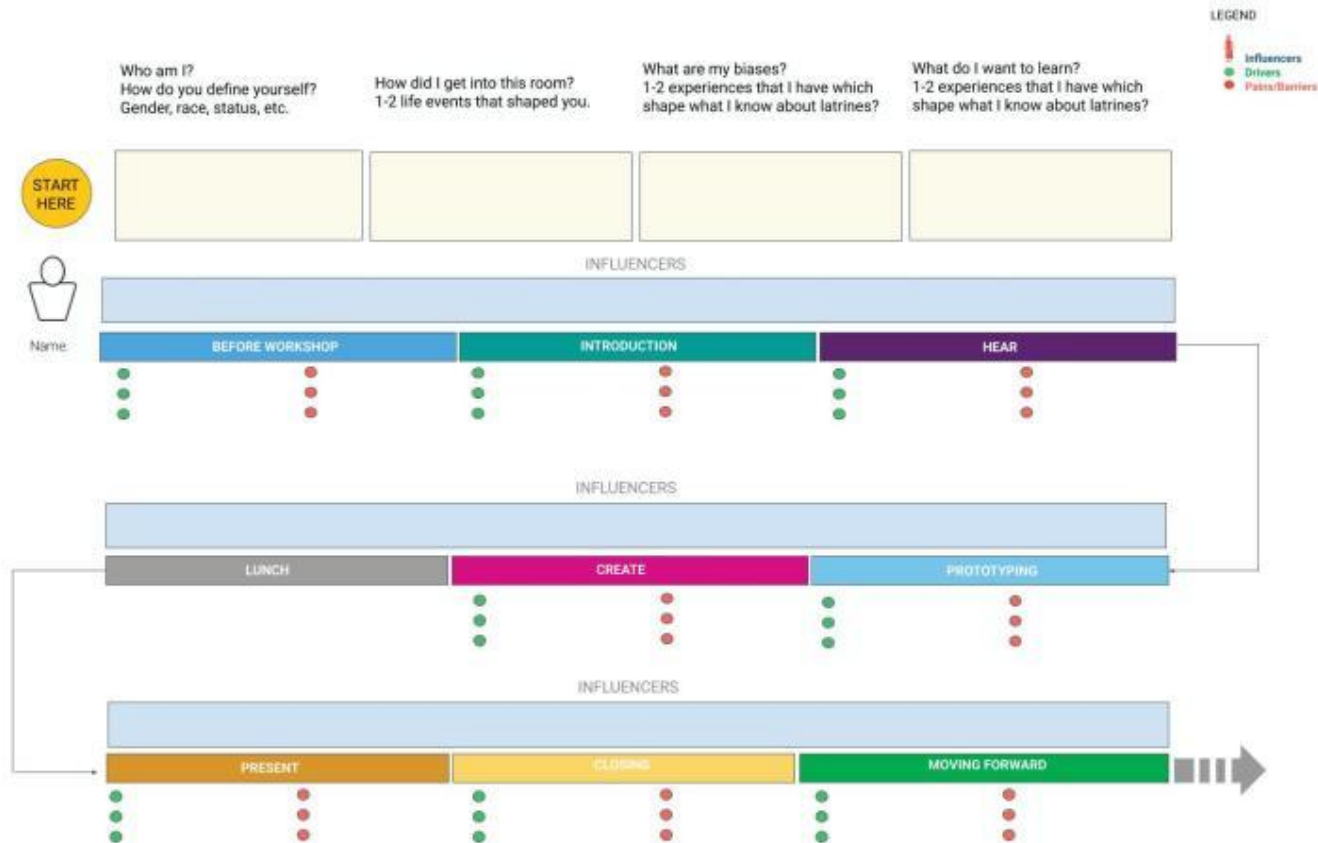 LEGEND
Influencers
Drivers
Pains/Barriers
Who am I?
How do you define yourself?
Gender, race, status, etc.
How did I get into this room?
1-2 life events that shaped you.
What are my biases?
1-2 experiences that I have which
shape what I know about latrines?
What do I want to learn?
1-2 experiences that I have which
shape what I know about latrines?
START
HERE
INFLUENCERS
Name
BEFORE WORKSHOP
INTRODUCTION
HEAR
INFLUENCERS
LUNCH
CREATE
PROTOTYPING
INFLUENCERS
PRESENT
CLOSING
MOVING FORWARD